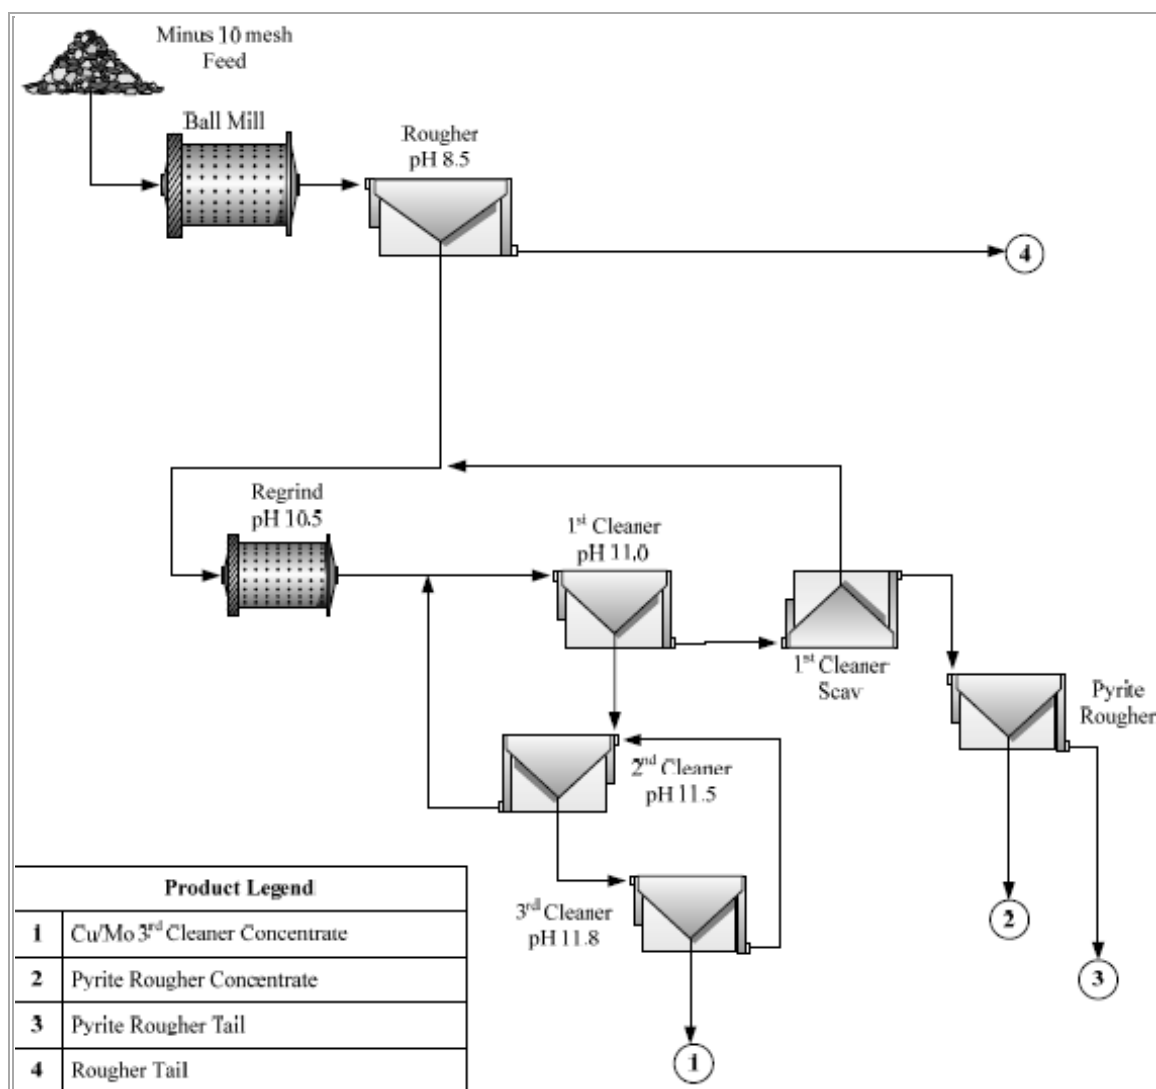 Minus 10 mesh
Feed
Ball Mill
Rougher
pH 8.5
4
Regrind
pH 10.5
1st Cleaner
pH 11.0
1st Cleaner
Scav
Pyrite
Rougher
2nd Cleaner
pH 11.5
3rd Cleaner
pH 11.8
2
3
1
Product Legend
1 Cu/Mo 3rd Cleaner Concentrate
2 Pyrite Rougher Concentrate
3 Pyrite Rougher Tail
4 Rougher Tail